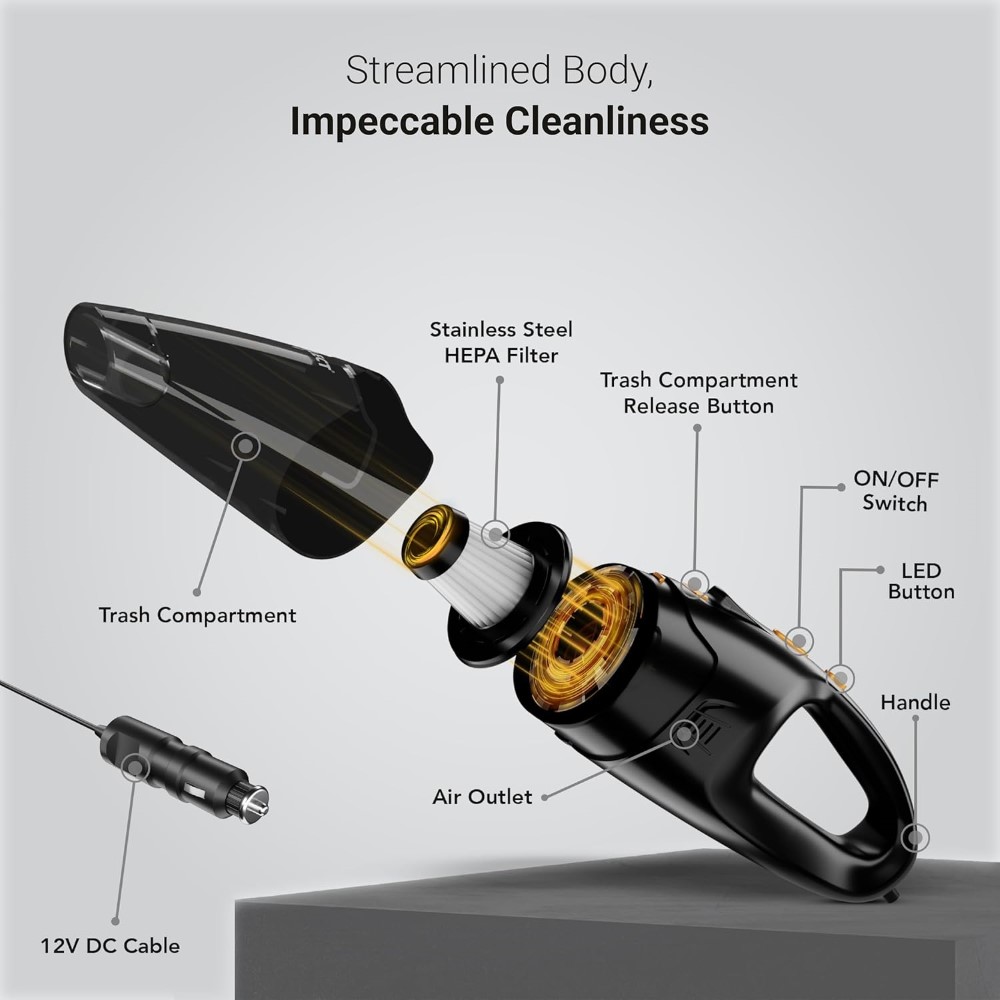 Streamlined Body,
Impeccable Cleanliness
Stainless Steel
HEPA Filter
Trash Compartment
Release Button
ON/OFF
Switch
LED
Button
Trash Compartment
Handle
Air Outlet
12V DC Cable